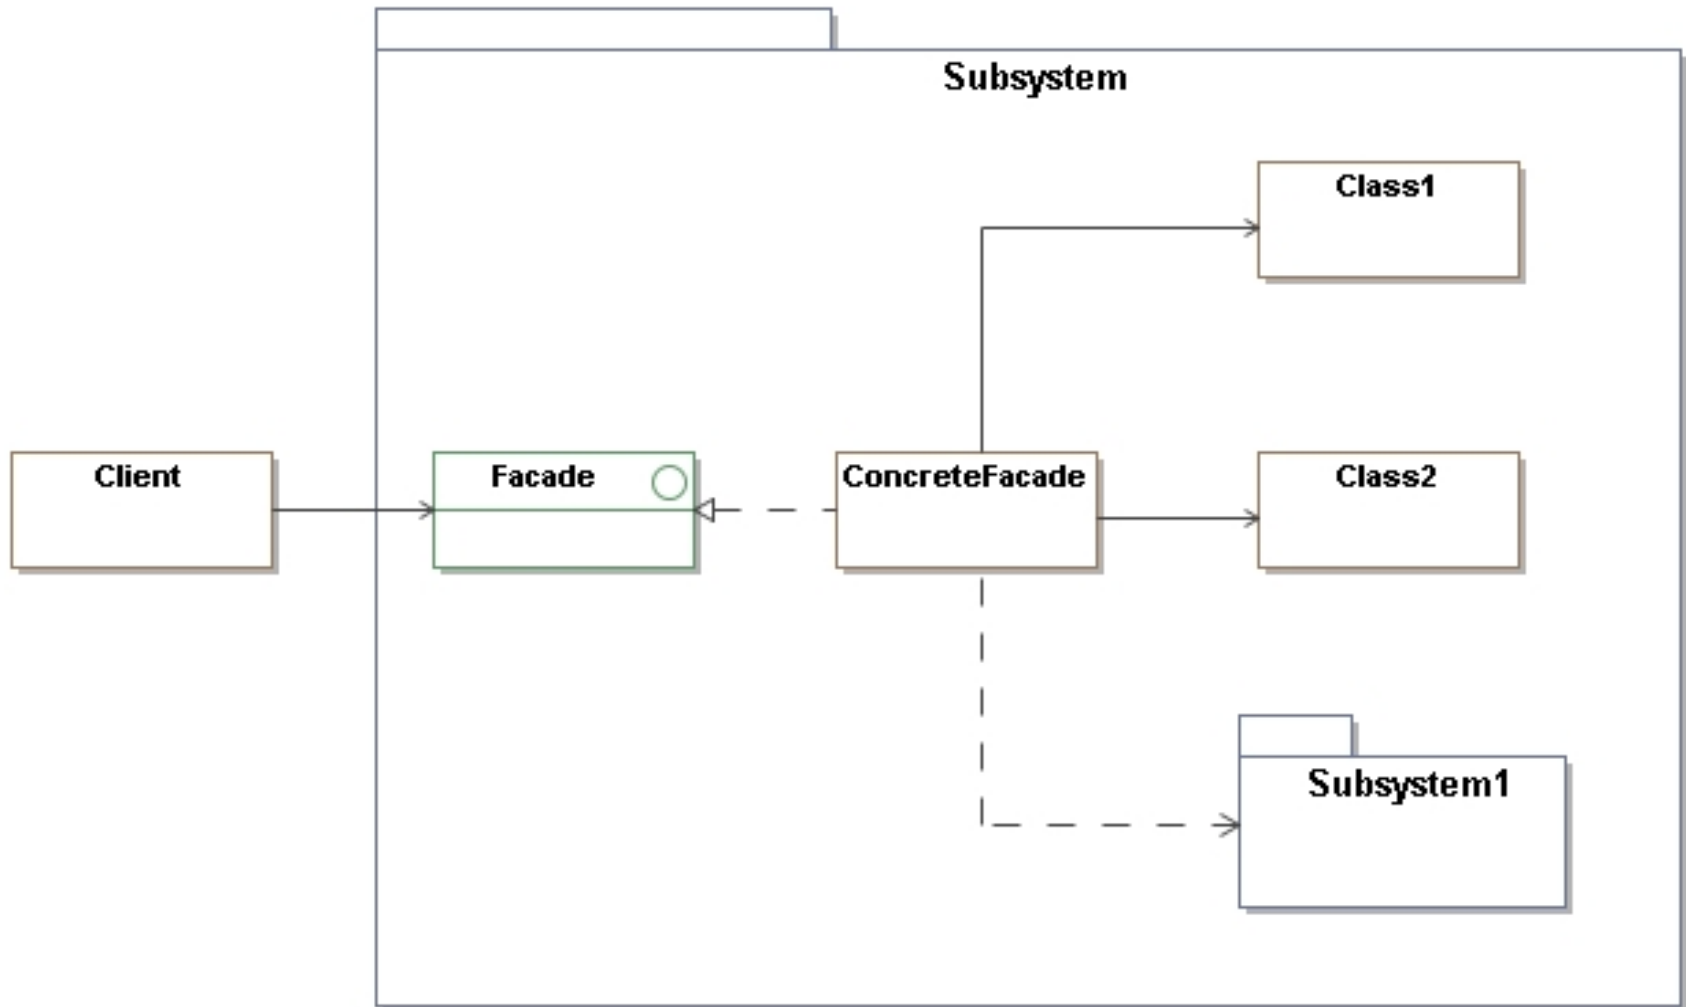 Subsystem
Class1
Client
Facade
ConcreteFacade
Class2
Subsystem1